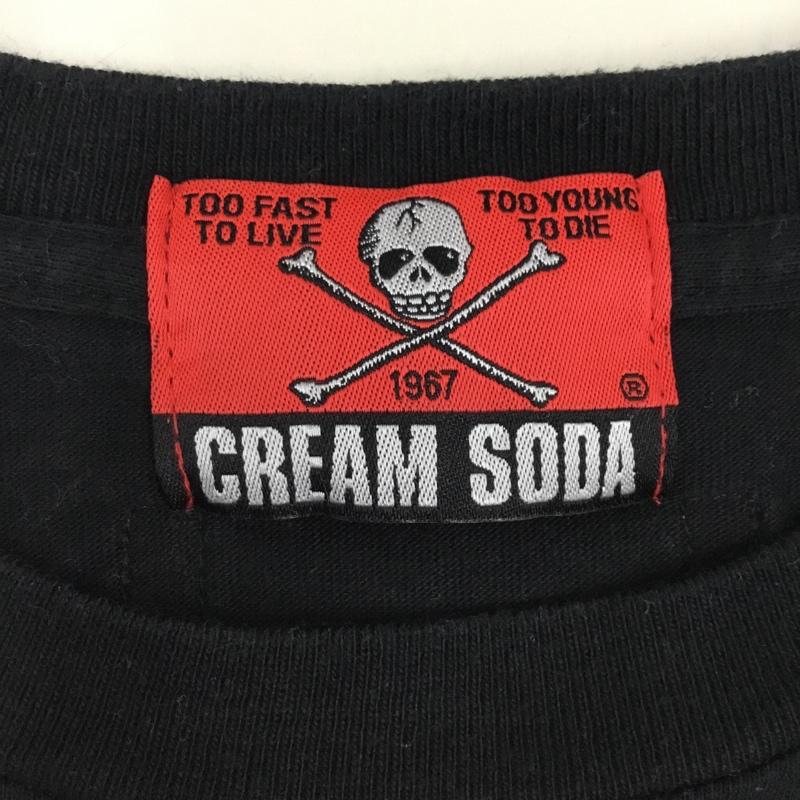 TOO FAST
TO LIVE
TOO YOUNG
TO DIE
1967
®
CREAM SODA